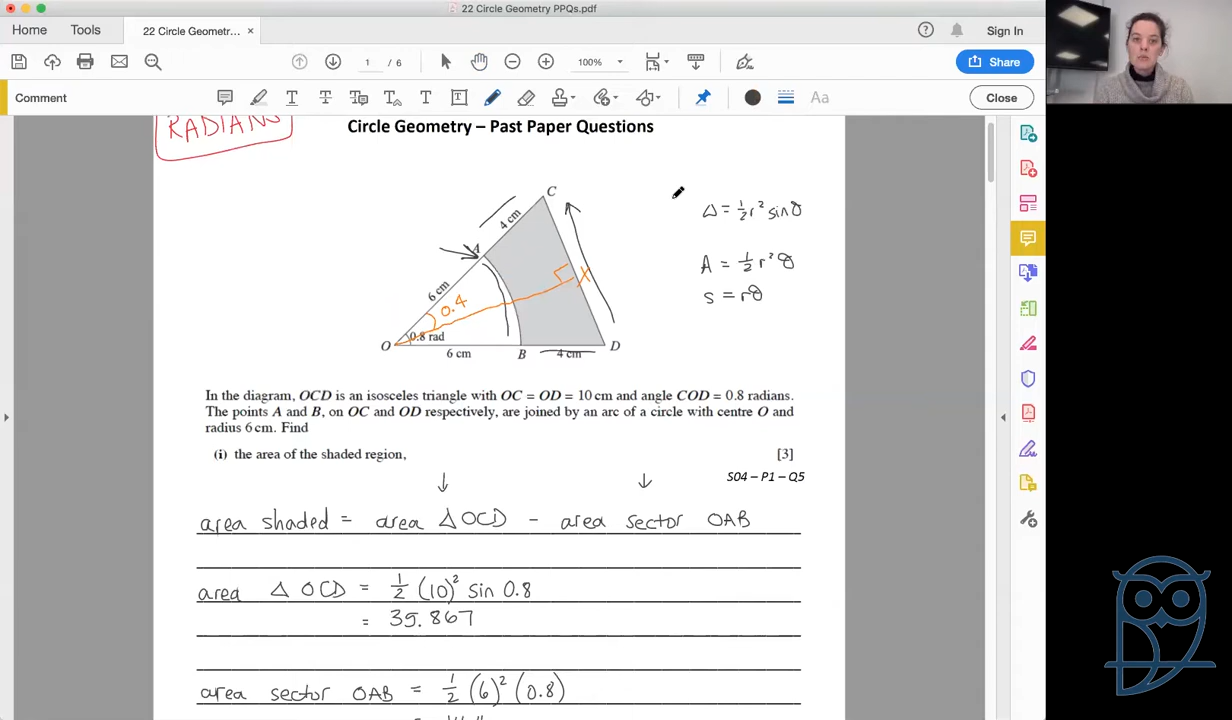 22 Circle Geometry PPQs.pdf
Home Tools 22 Circle Geometr... × Sign In
1 / 6 100% Share
Comment Aa Close
RADIANS
Circle Geometry – Past Paper Questions
C
4 cm
A
6 cm
0.4
X
O
0.8 rad
6 cm
B
4 cm
D
△ = 1/2 r² sin θ
A = 1/2 r² θ
s = rθ
In the diagram, OCD is an isosceles triangle with OC = OD = 10 cm and angle COD = 0.8 radians.
The points A and B, on OC and OD respectively, are joined by an arc of a circle with centre O and
radius 6 cm. Find
(i) the area of the shaded region, [3]
S04 – P1 – Q5
area shaded = area △OCD – area sector OAB
area △ OCD = 1/2 (10)² sin 0.8
= 35.867
area sector OAB = 1/2 (6)² (0.8)